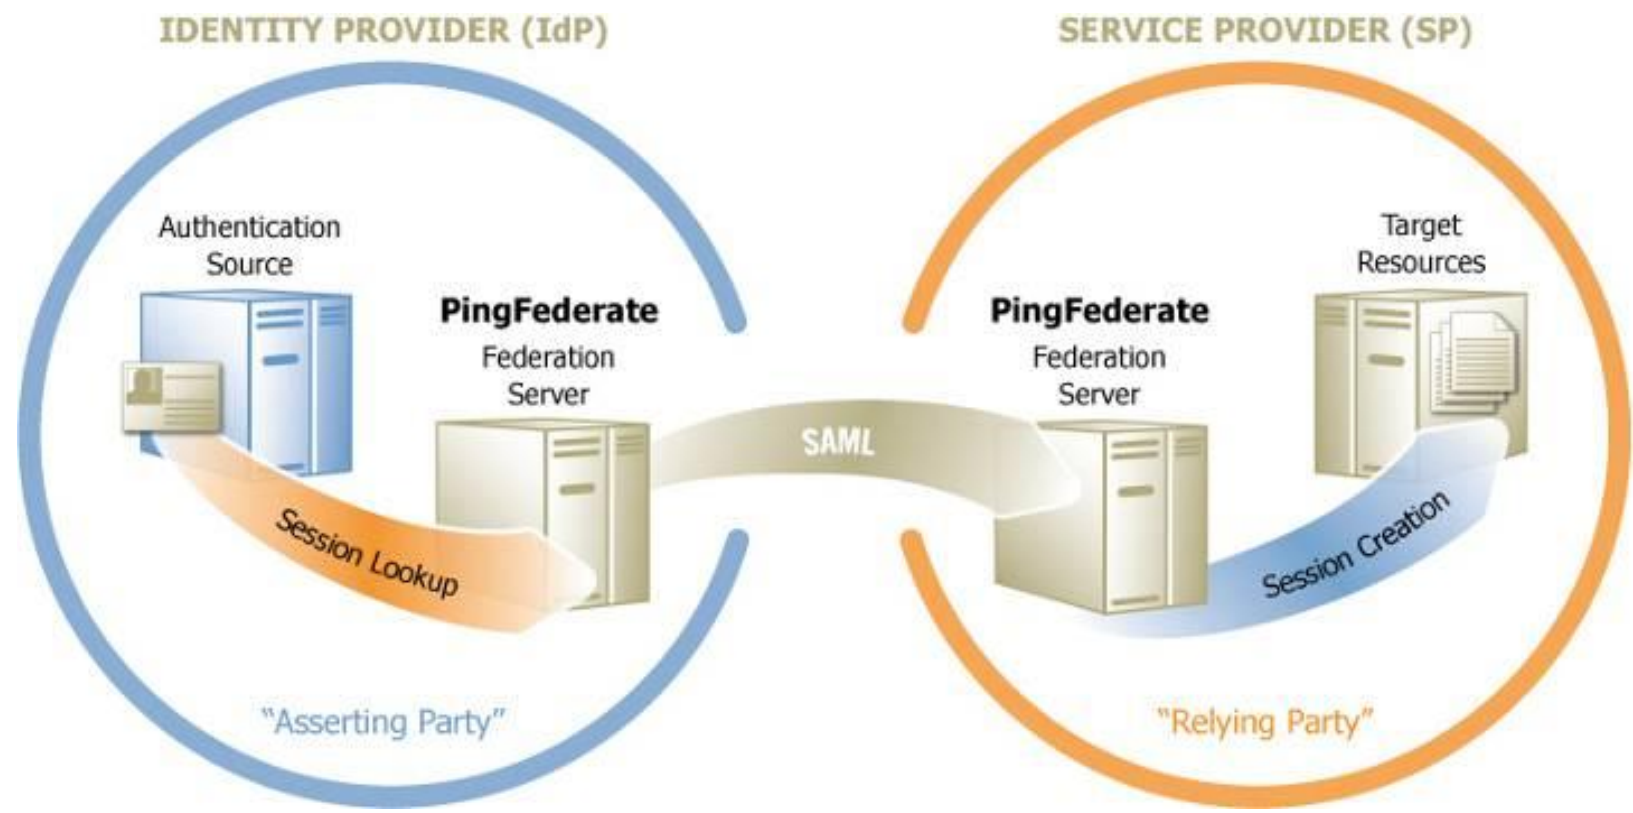 IDENTITY PROVIDER (IdP)
SERVICE PROVIDER (SP)
Authentication
Source
PingFederate
Federation
Server
Session Lookup
"Asserting Party"
SAML
PingFederate
Federation
Server
Target
Resources
Session Creation
"Relying Party"